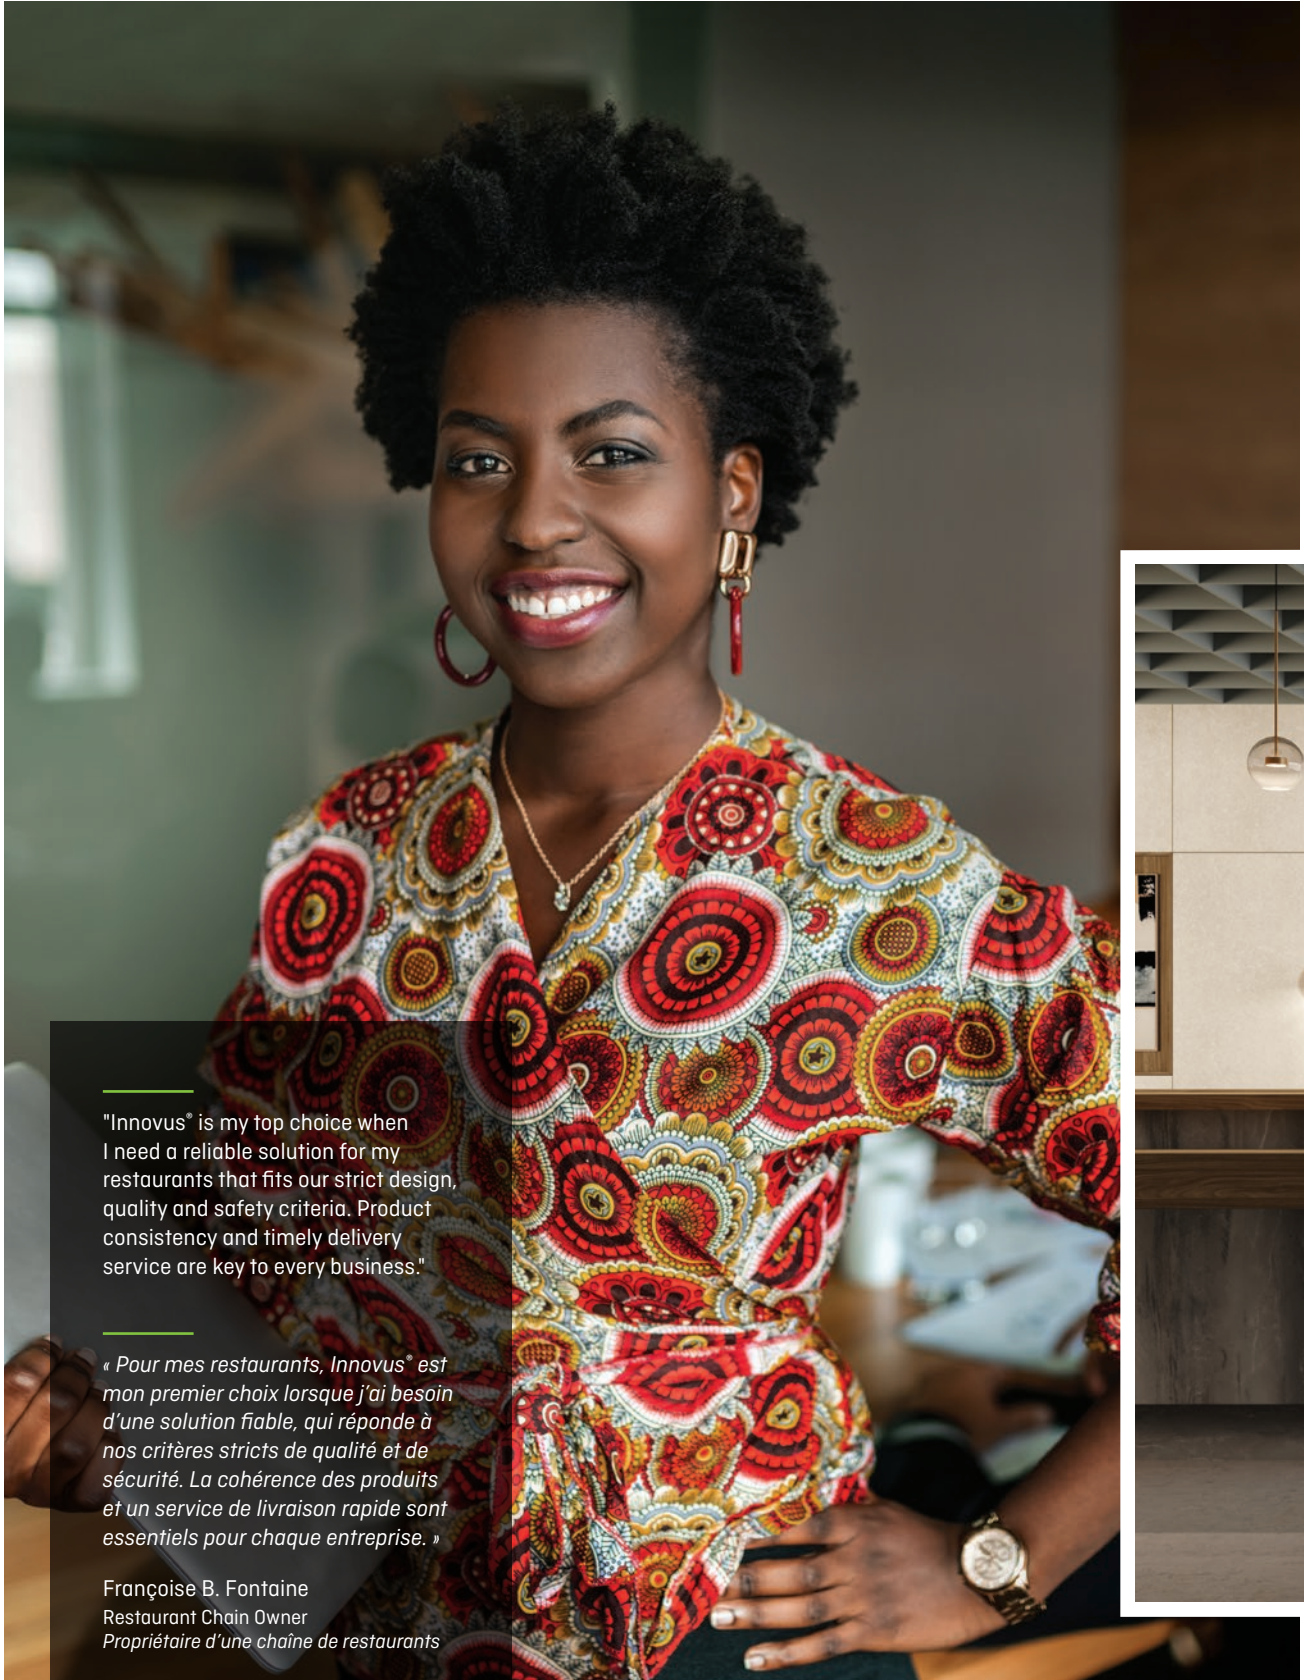 "Innovus® is my top choice when
I need a reliable solution for my
restaurants that fits our strict design,
quality and safety criteria. Product
consistency and timely delivery
service are key to every business."
« Pour mes restaurants, Innovus® est
mon premier choix lorsque j'ai besoin
d'une solution fiable, qui réponde à
nos critères stricts de qualité et de
sécurité. La cohérence des produits
et un service de livraison rapide sont
essentiels pour chaque entreprise. »
Françoise B. Fontaine
Restaurant Chain Owner
Propriétaire d'une chaîne de restaurants